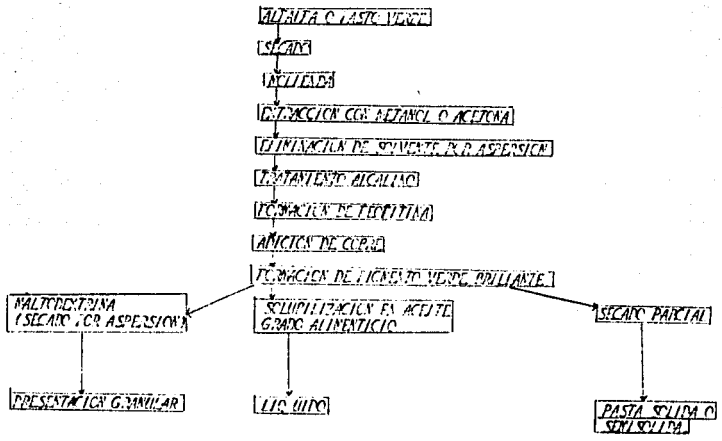 ALFALFA O PASTO VERDE
SECADO
MOLIENDA
EXTRACCION CON METANOL O ACETONA
ELIMINACION DE SOLVENTE POR ASPERSION
TRATAMIENTO ALCALINO
FORMACION DE FEOFITINA
ADICION DE COBRE
FORMACION DE PIGMENTO VERDE BRILLANTE
MALTODEXTRINA
(SECADO POR ASPERSION)
SOLUBILIZACION EN ACEITE
GRADO ALIMENTICIO
SECADO PARCIAL
PRESENTACION GRANULAR
LIQUIDO
PASTA SOLIDA O
SEMISOLIDA